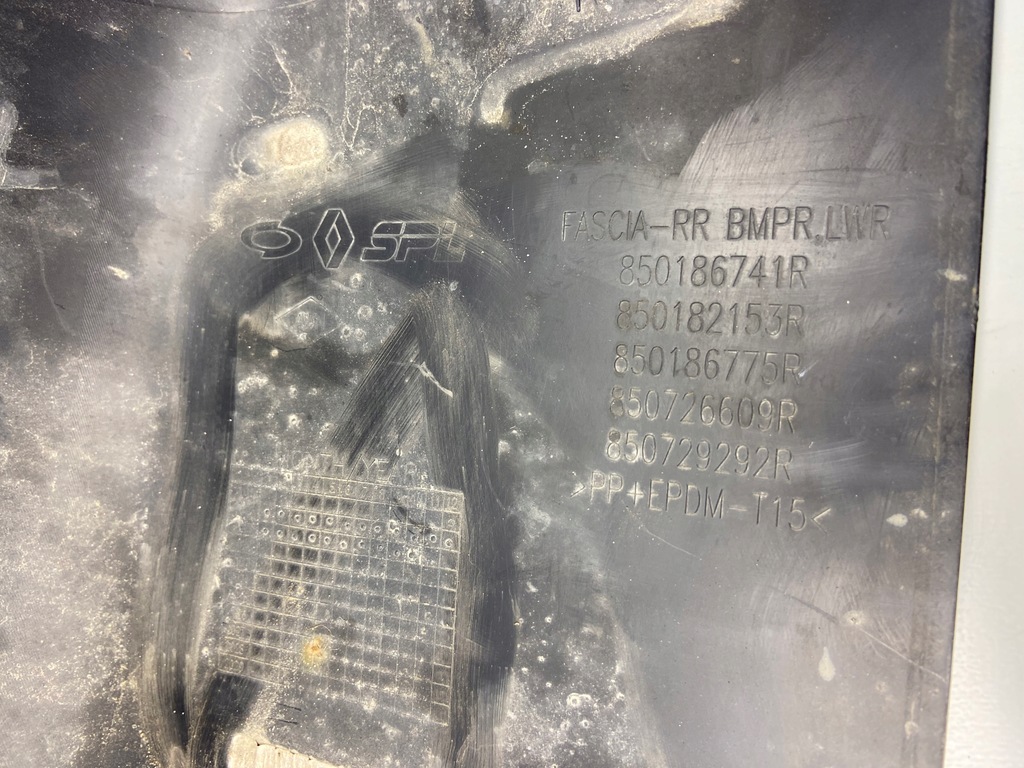 SPL
FASCIA-RR BMPR,LWR
850186741R
850182153R
850186775R
850726609R
850729292R
>PP+EPDM-T15<